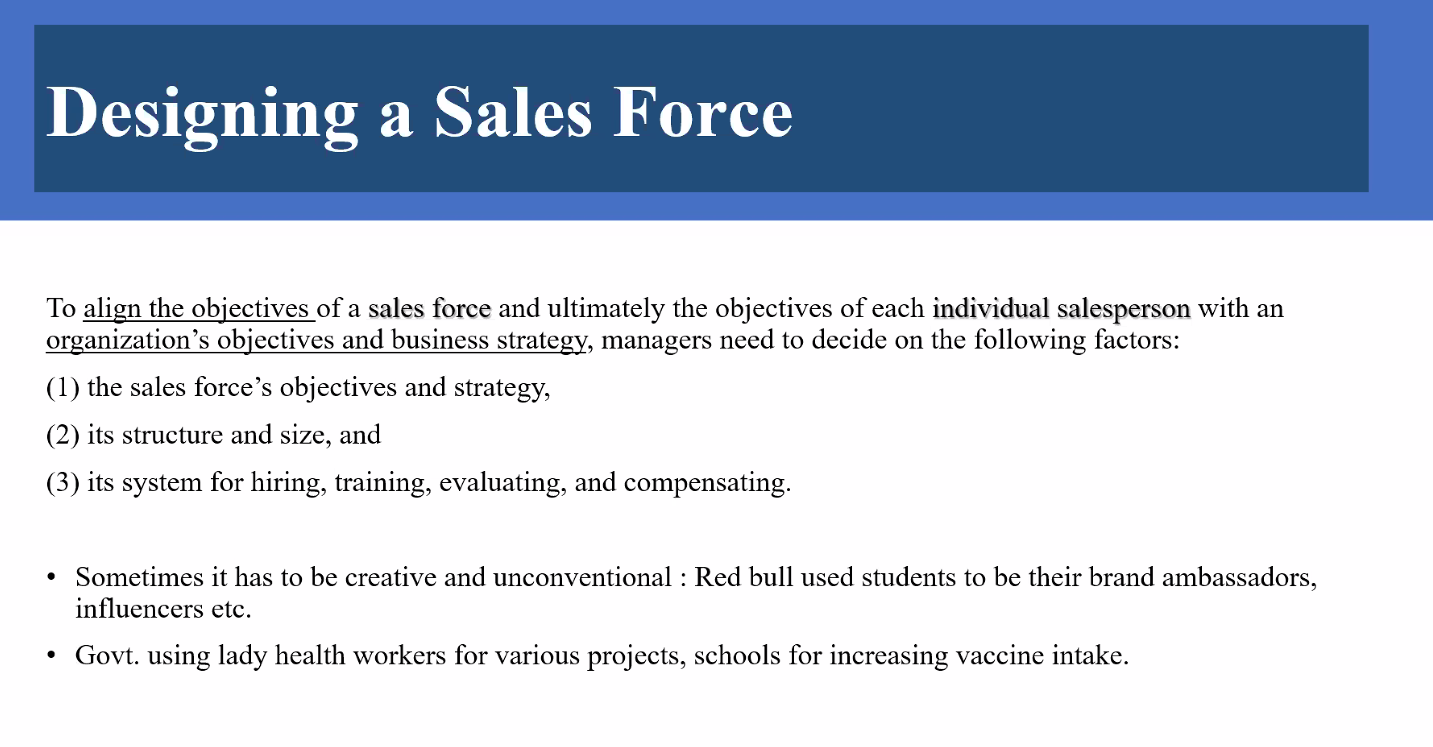 Designing a Sales Force
To align the objectives of a sales force and ultimately the objectives of each individual salesperson with an
organization’s objectives and business strategy, managers need to decide on the following factors:
(1) the sales force’s objectives and strategy,
(2) its structure and size, and
(3) its system for hiring, training, evaluating, and compensating.
• Sometimes it has to be creative and unconventional : Red bull used students to be their brand ambassadors,
influencers etc.
• Govt. using lady health workers for various projects, schools for increasing vaccine intake.